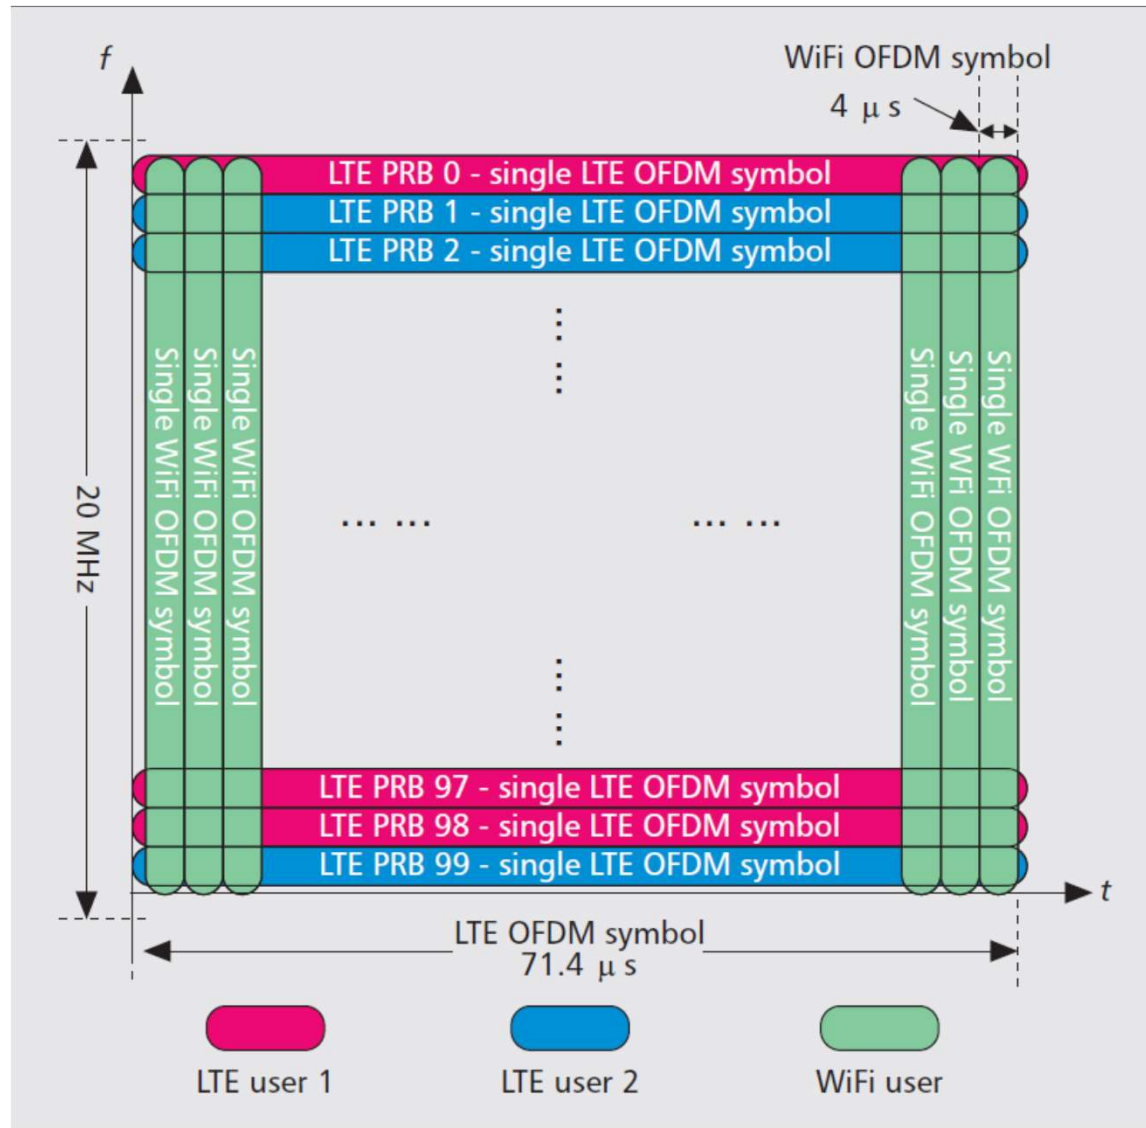 f
WiFi OFDM symbol
4 μ s
LTE PRB 0 - single LTE OFDM symbol
LTE PRB 1 - single LTE OFDM symbol
LTE PRB 2 - single LTE OFDM symbol
Single WiFi OFDM symbol
Single WiFi OFDM symbol
Single WiFi OFDM symbol
Single WiFi OFDM symbol
Single WFi OFDM symbol
Single WFi OFDM symbol
20 MHz
... ...
... ...
... ...
... ...
LTE PRB 97 - single LTE OFDM symbol
LTE PRB 98 - single LTE OFDM symbol
LTE PRB 99 - single LTE OFDM symbol
t
LTE OFDM symbol
71.4 μ s
LTE user 1
LTE user 2
WiFi user